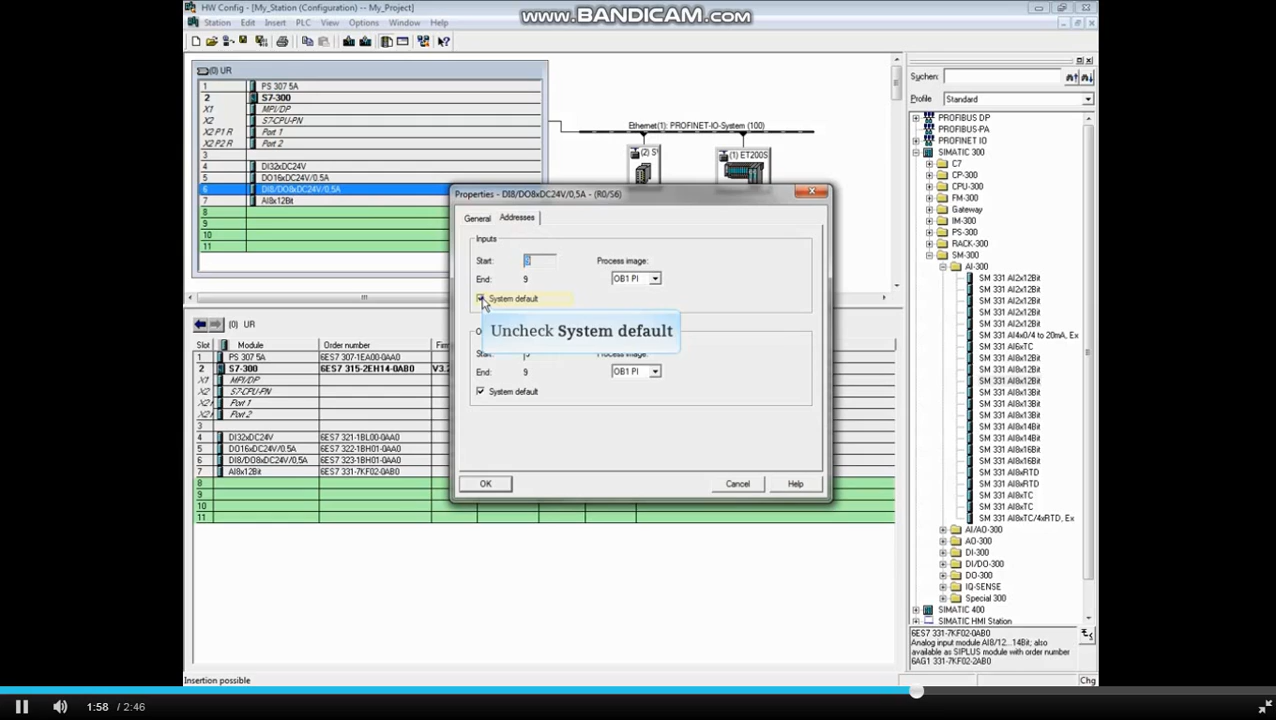 HW Config - [My_Station (Configuration) -- My_Project]
www.BANDICAM.com
Station Edit Insert PLC View Options Window Help
(0) UR
1 PS 307 5A
2 S7-300
X1 MPI/DP
X2 S7-CPU-PN
X2 P1 R Port 1
X2 P2 R Port 2
3
4 DI32xDC24V
5 DO16xDC24V/0.5A
6 DI8/DO8xDC24V/0,5A
7 AI8x12Bit
8
9
10
11
Ethernet(1): PROFINET-IO-System (100)
(2) S
(1) ET200S
Properties - DI8/DO8xDC24V/0,5A - (R0/S6)
General Addresses
Inputs
Start: Process image:
End: 9 OB1 PI
System default
Uncheck System default
Start: Process image:
End: 9 OB1 PI
System default
OK Cancel Help
(0) UR
Slot Module Order number Fir
1 PS 307 5A 6ES7 307-1EA00-0AA0
2 S7-300 6ES7 315-2EH14-0AB0 V3.2
X1 MPI/DP
X2 S7-CPU-PN
X2 Port 1
X2 Port 2
3
4 DI32xDC24V 6ES7 321-1BL00-0AA0
5 DO16xDC24V/0.5A 6ES7 322-1BH01-0AA0
6 DI8/DO8xDC24V/0,5A 6ES7 323-1BH01-0AA0
7 AI8x12Bit 6ES7 331-7KF02-0AB0
8
9
10
11
Suchen:
Profile Standard
PROFIBUS DP
PROFIBUS-PA
PROFINET IO
SIMATIC 300
C7
CP-300
CPU-300
FM-300
Gateway
IM-300
PS-300
RACK-300
SM-300
AI-300
SM 331 AI2x12Bit
SM 331 AI2x12Bit
SM 331 AI2x12Bit
SM 331 AI2x12Bit
SM 331 AI2x12Bit
SM 331 AI4x0/4 to 20mA, Ex
SM 331 AI6xTC
SM 331 AI8x12Bit
SM 331 AI8x12Bit
SM 331 AI8x12Bit
SM 331 AI8x13Bit
SM 331 AI8x13Bit
SM 331 AI8x14Bit
SM 331 AI8x14Bit
SM 331 AI8x16Bit
SM 331 AI8x16Bit
SM 331 AI8xRTD
SM 331 AI8xRTD
SM 331 AI8xTC
SM 331 AI8xTC
SM 331 AI8xTC/4xRTD, Ex
AI/AO-300
AO-300
DI-300
DI/DO-300
DO-300
IQ-SENSE
Special 300
SIMATIC 400
SIMATIC HMI Station
6ES7 331-7KF02-0AB0
Analog input module AI8/12...14Bit; also
available as SIPLUS module with order number
6AG1 331-7KF02-2AB0
Insertion possible
Chg
1:58 / 2:46